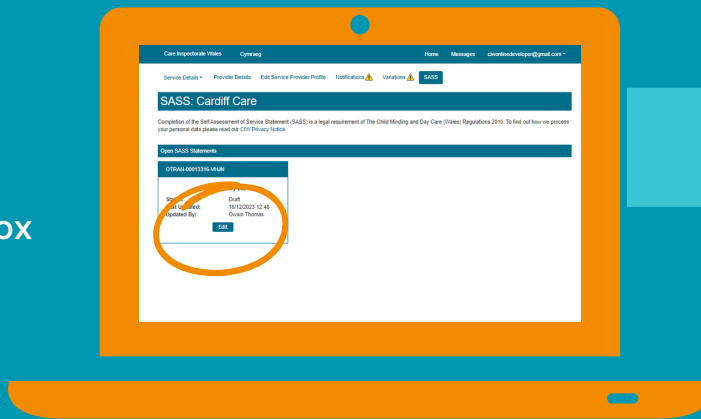 Care Inspectorate Wales Cymraeg Home Messages ciwonlinedeveloper@gmail.com
Service Details Provider Details Edit Service Provider Profile Notifications Variations SASS
SASS: Cardiff Care
Completion of the Self Assessment of Service Statement (SASS) is a legal requirement of The Child Minding and Day Care (Wales) Regulations 2010. To find out how we process
your personal data please read our CIW Privacy Notice.
Open SASS Statements
OTRAN-00013316-VHJN
Draft
18/12/2023 12:46
Updated By: Owain Thomas
Edit
OX